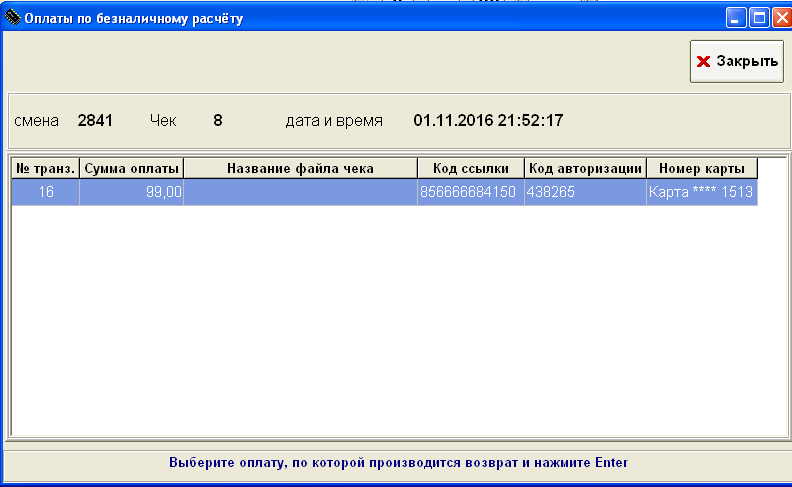 Оплаты по безналичному расчёту
Закрыть
смена 2841 Чек 8 дата и время 01.11.2016 21:52:17
№ транз. Сумма оплаты Название файла чека Код ссылки Код авторизации Номер карты
16 99,00 856666684150 438265 Карта **** 1513
Выберите оплату, по которой производится возврат и нажмите Enter